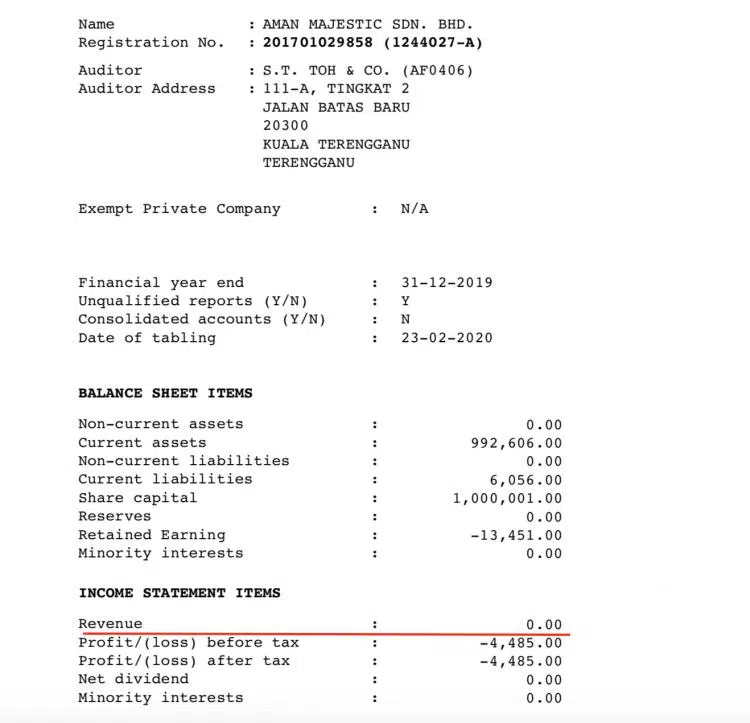 Name : AMAN MAJESTIC SDN. BHD.
Registration No. : 201701029858 (1244027-A)
Auditor : S.T. TOH & CO. (AF0406)
Auditor Address : 111-A, TINGKAT 2
JALAN BATAS BARU
20300
KUALA TERENGGANU
TERENGGANU
Exempt Private Company : N/A
Financial year end : 31-12-2019
Unqualified reports (Y/N) : Y
Consolidated accounts (Y/N) : N
Date of tabling : 23-02-2020
BALANCE SHEET ITEMS
Non-current assets : 0.00
Current assets : 992,606.00
Non-current liabilities : 0.00
Current liabilities : 6,056.00
Share capital : 1,000,001.00
Reserves : 0.00
Retained Earning : -13,451.00
Minority interests : 0.00
INCOME STATEMENT ITEMS
Revenue : 0.00
Profit/(loss) before tax : -4,485.00
Profit/(loss) after tax : -4,485.00
Net dividend : 0.00
Minority interests : 0.00